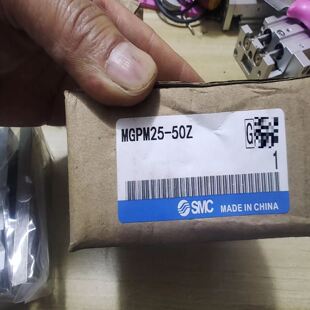 MGPM25-50Z
G
1
SMC MADE IN CHINA